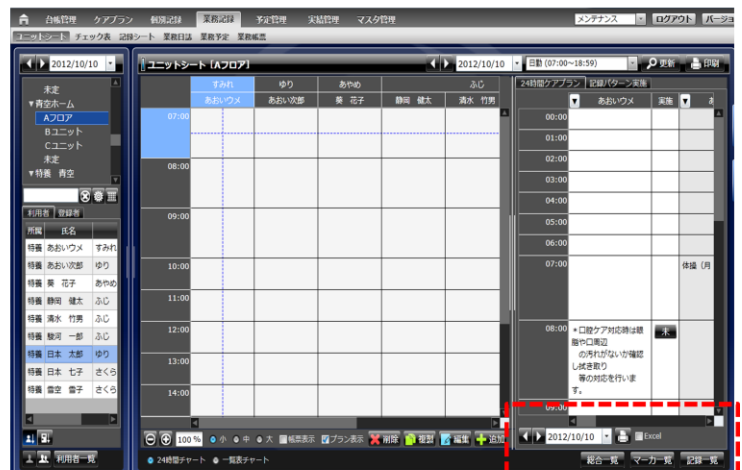 台帳管理 ケアプラン 個別記録 業務記録 予定管理 実績管理 マスタ管理 メンテナンス ログアウト バージョ
ユニットシート チェック表 記録シート 業務日誌 業務予定 業務帳票
2012/10/10
未定
▼青空ホーム
Aフロア
Bユニット
Cユニット
未定
▼特養 青空
利用者 登録者
所属 氏名
特養 あおいウメ すみれ
特養 あおい次郎 ゆり
特養 葵 花子 あやめ
特養 静岡 健太 ふじ
特養 清水 竹男 ふじ
特養 駿河 一郎 ふじ
特養 日本 太郎 ゆり
特養 日本 七子 さくら
特養 雪空 雪子 さくら
利用者一覧
ユニットシート [Aフロア] 2012/10/10 日勤 (07:00~18:59) 更新 印刷
すみれ ゆり あやめ ふじ
あおいウメ あおい次郎 葵 花子 静岡 健太 清水 竹男
07:00
08:00
09:00
10:00
11:00
12:00
13:00
14:00
100 % 小 中 大 帳票表示 プラン表示 削除 複製 編集 追加
24時間チャート 一覧表チャート
24時間ケアプラン 記録パターン実施
▼ あおいウメ 実施 ▼ あ
00:00
01:00
02:00
03:00
04:00
05:00
06:00
07:00 体操 (月
08:00 *口腔ケア対応時は眼 未
脂や口周辺
の汚れがないか確認
し拭き取り
等の対応を行いま
す。
09:00
2012/10/10 Excel
総合一覧 マーカ一覧 記録一覧